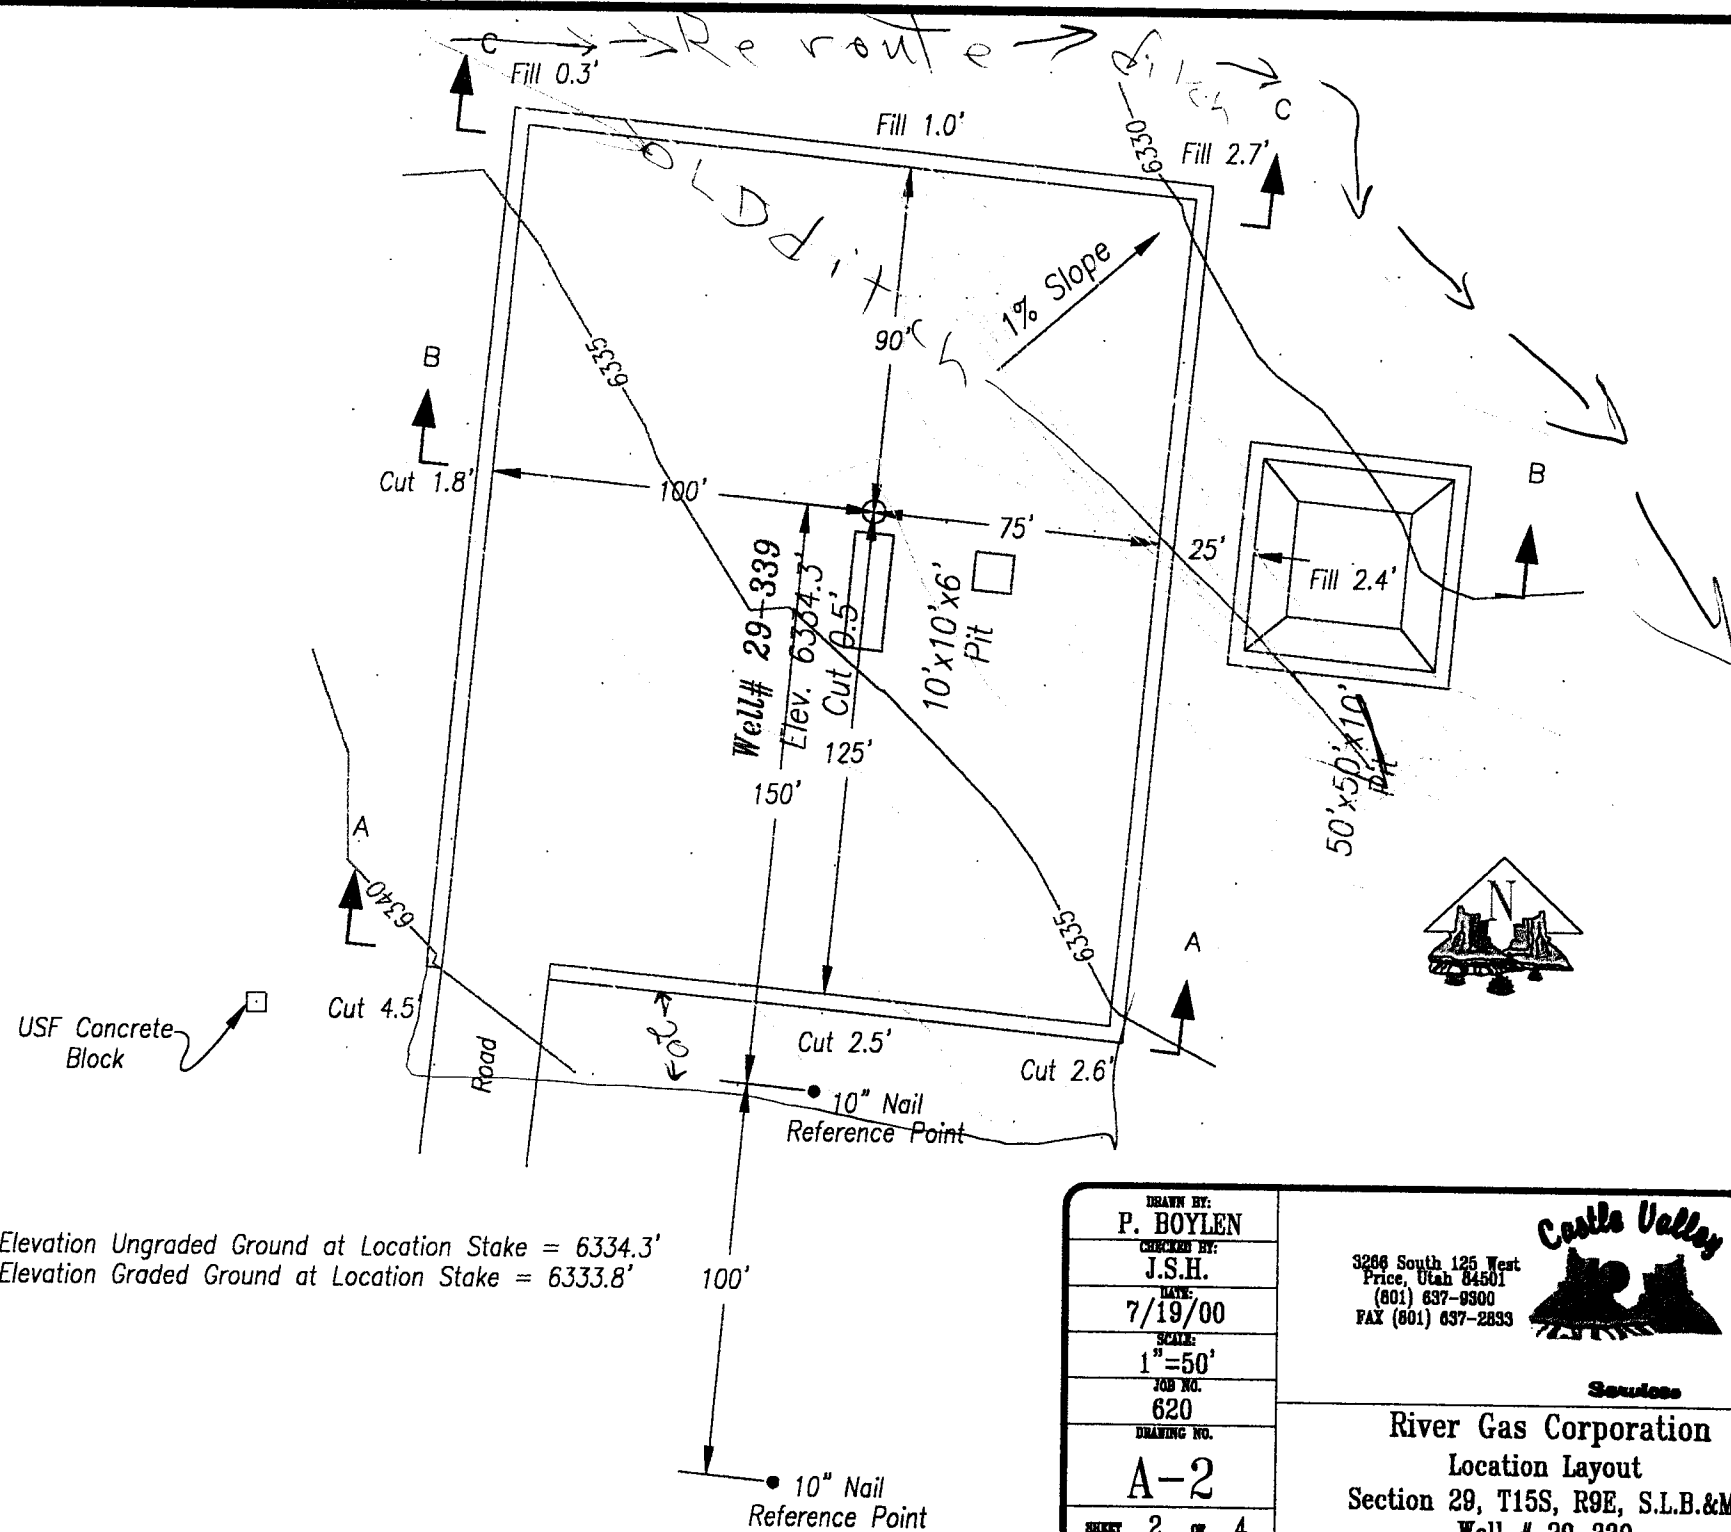 C → → Re route → ditch →
Fill 0.3'
Fill 1.0'
C
Fill 2.7'
6330
OLD ditch
1% Slope
90'
6335
B
Cut 1.8'
100'
75'
25'
B
Fill 2.4'
Well# 29-339
Elev. 6334.3'
Cut 0.5'
10'x10'x6'
Pit
50'x50'x10'
Pit
125'
150'
A
6340
N
6335
A
USF Concrete
Block
Cut 4.5'
Road
20'
Cut 2.5'
Cut 2.6'
10" Nail
Reference Point
Elevation Ungraded Ground at Location Stake = 6334.3'
Elevation Graded Ground at Location Stake = 6333.8'
100'
10" Nail
Reference Point
DRAWN BY:
P. BOYLEN
CHECKED BY:
J.S.H.
DATE:
7/19/00
SCALE:
1"=50'
JOB NO.
620
DRAWING NO.
A-2
SHEET 2 OF 4
Castle Valley
3266 South 125 West
Price, Utah 84501
(801) 637-9300
FAX (801) 637-2833
Services
River Gas Corporation
Location Layout
Section 29, T15S, R9E, S.L.B.&M
Well # 29-339